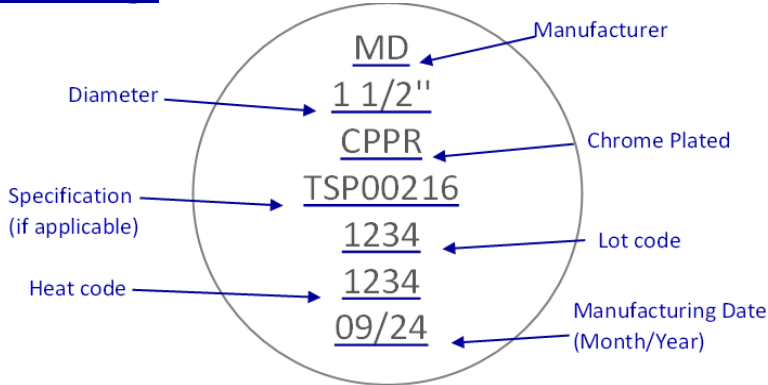 MD
Manufacturer
Diameter
1 1/2''
CPPR
Chrome Plated
Specification
(if applicable)
TSP00216
1234
Lot code
Heat code
1234
09/24
Manufacturing Date
(Month/Year)